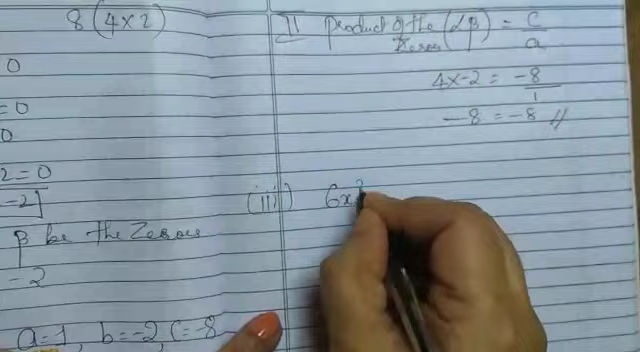 8 (4 x 2)
0
= 0
0
2 = 0
-2
β be the Zeroes
-2
a = 1, b = -2 c = -8
II Product of the Zeroes (αβ) = c/a
4 x -2 = -8/1
-8 = -8 //
(iii) 6x²